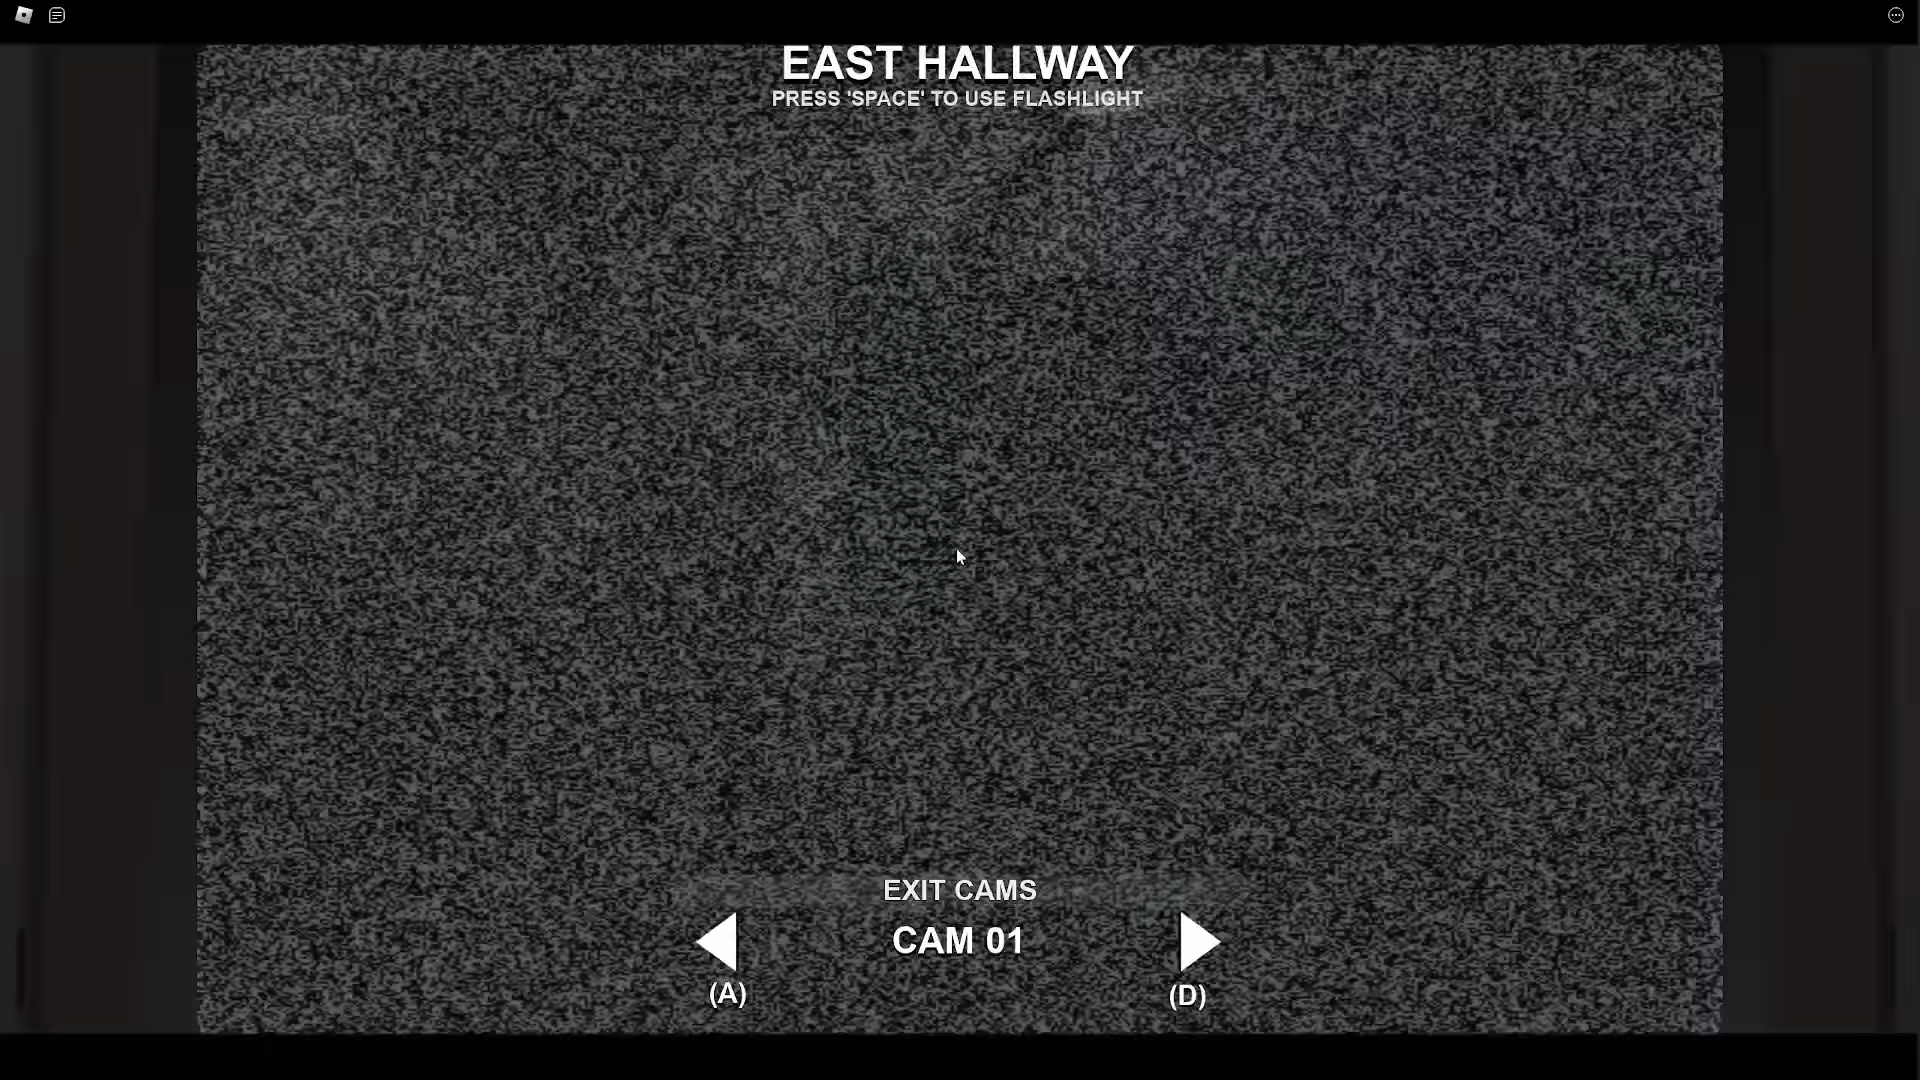 EAST HALLWAY
PRESS 'SPACE' TO USE FLASHLIGHT
EXIT CAMS
CAM 01
(A)
(D)